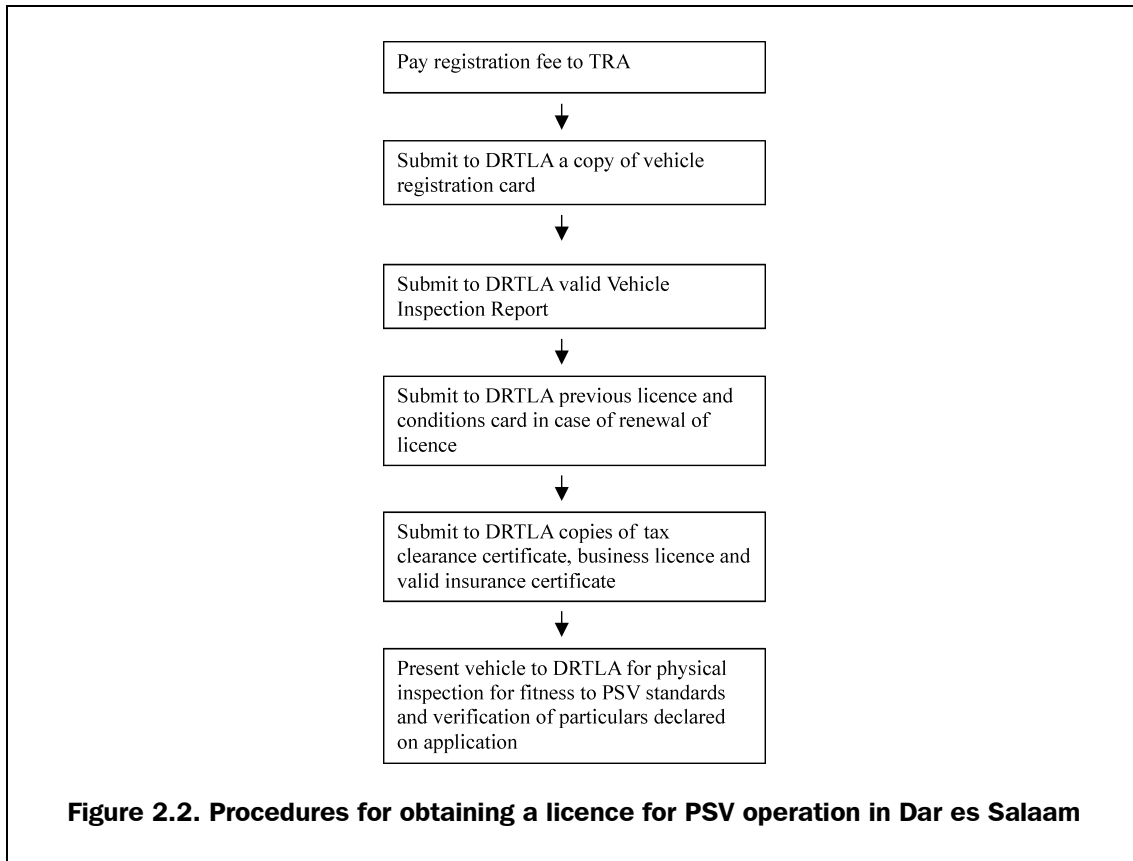 Pay registration fee to TRA
Submit to DRTLA a copy of vehicle
registration card
Submit to DRTLA valid Vehicle
Inspection Report
Submit to DRTLA previous licence and
conditions card in case of renewal of
licence
Submit to DRTLA copies of tax
clearance certificate, business licence and
valid insurance certificate
Present vehicle to DRTLA for physical
inspection for fitness to PSV standards
and verification of particulars declared
on application
Figure 2.2. Procedures for obtaining a licence for PSV operation in Dar es Salaam